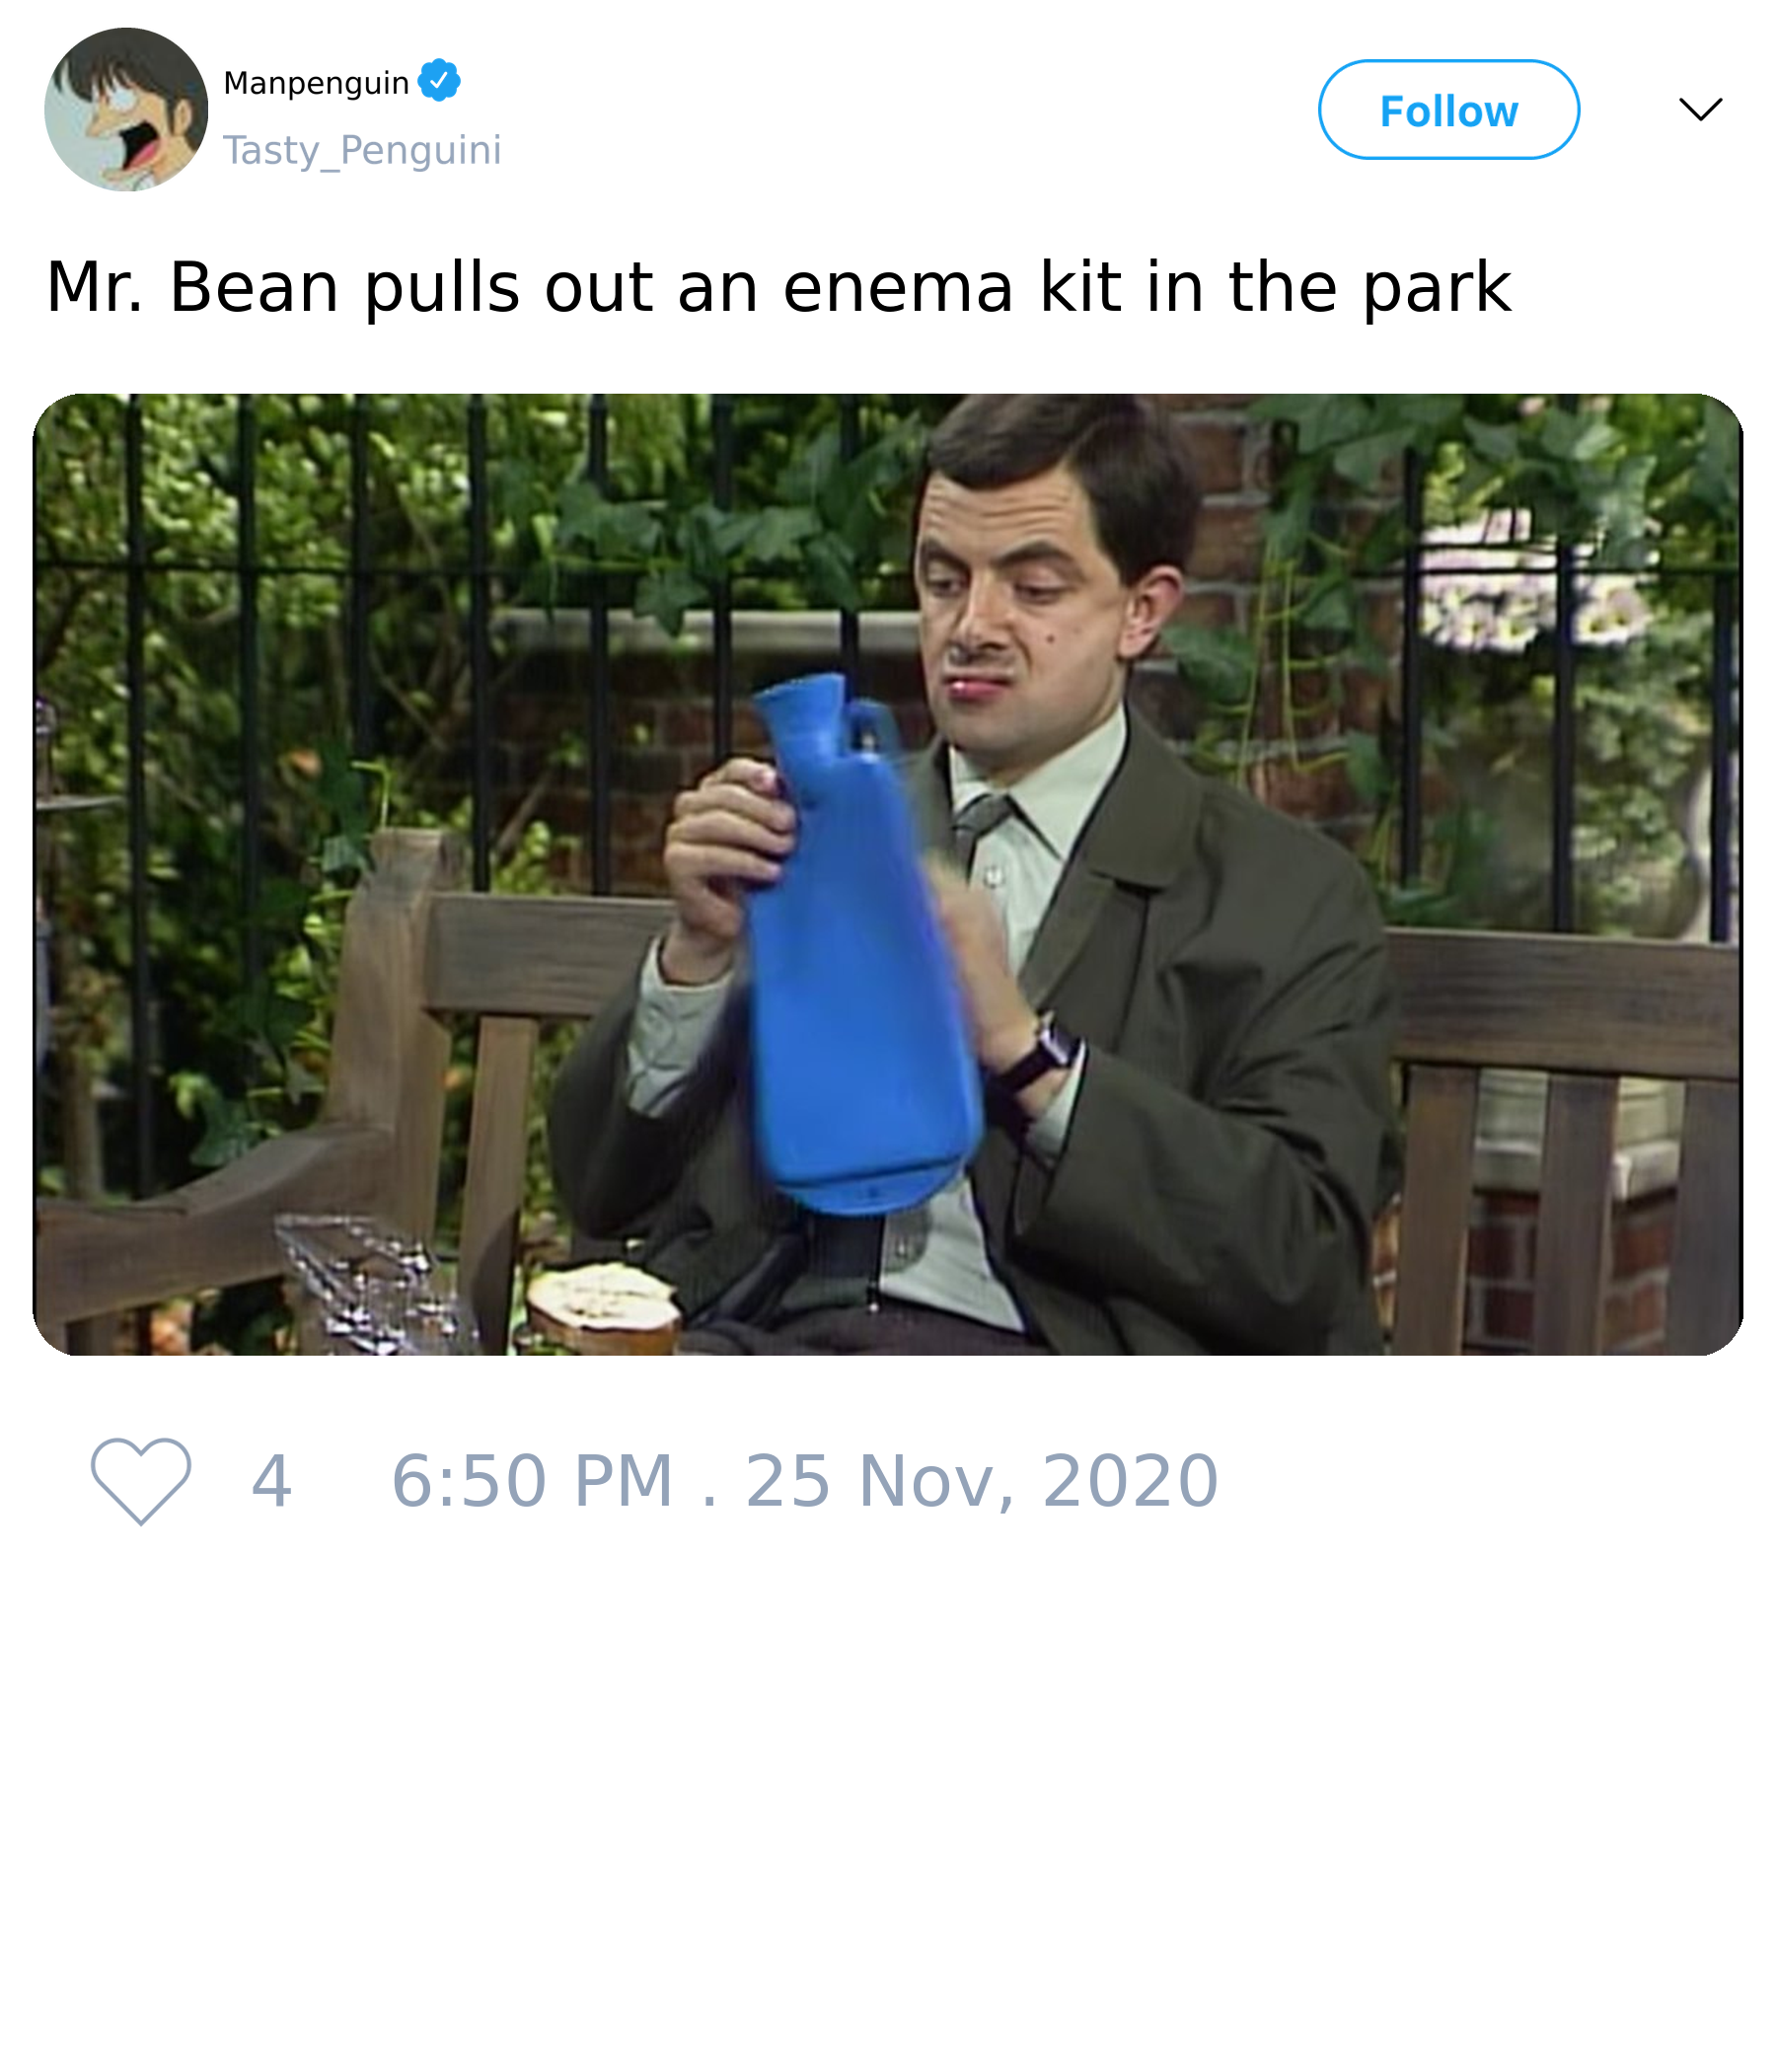 Manpenguin
Follow
Tasty_Penguini
Mr. Bean pulls out an enema kit in the park
4 6:50 PM . 25 Nov, 2020